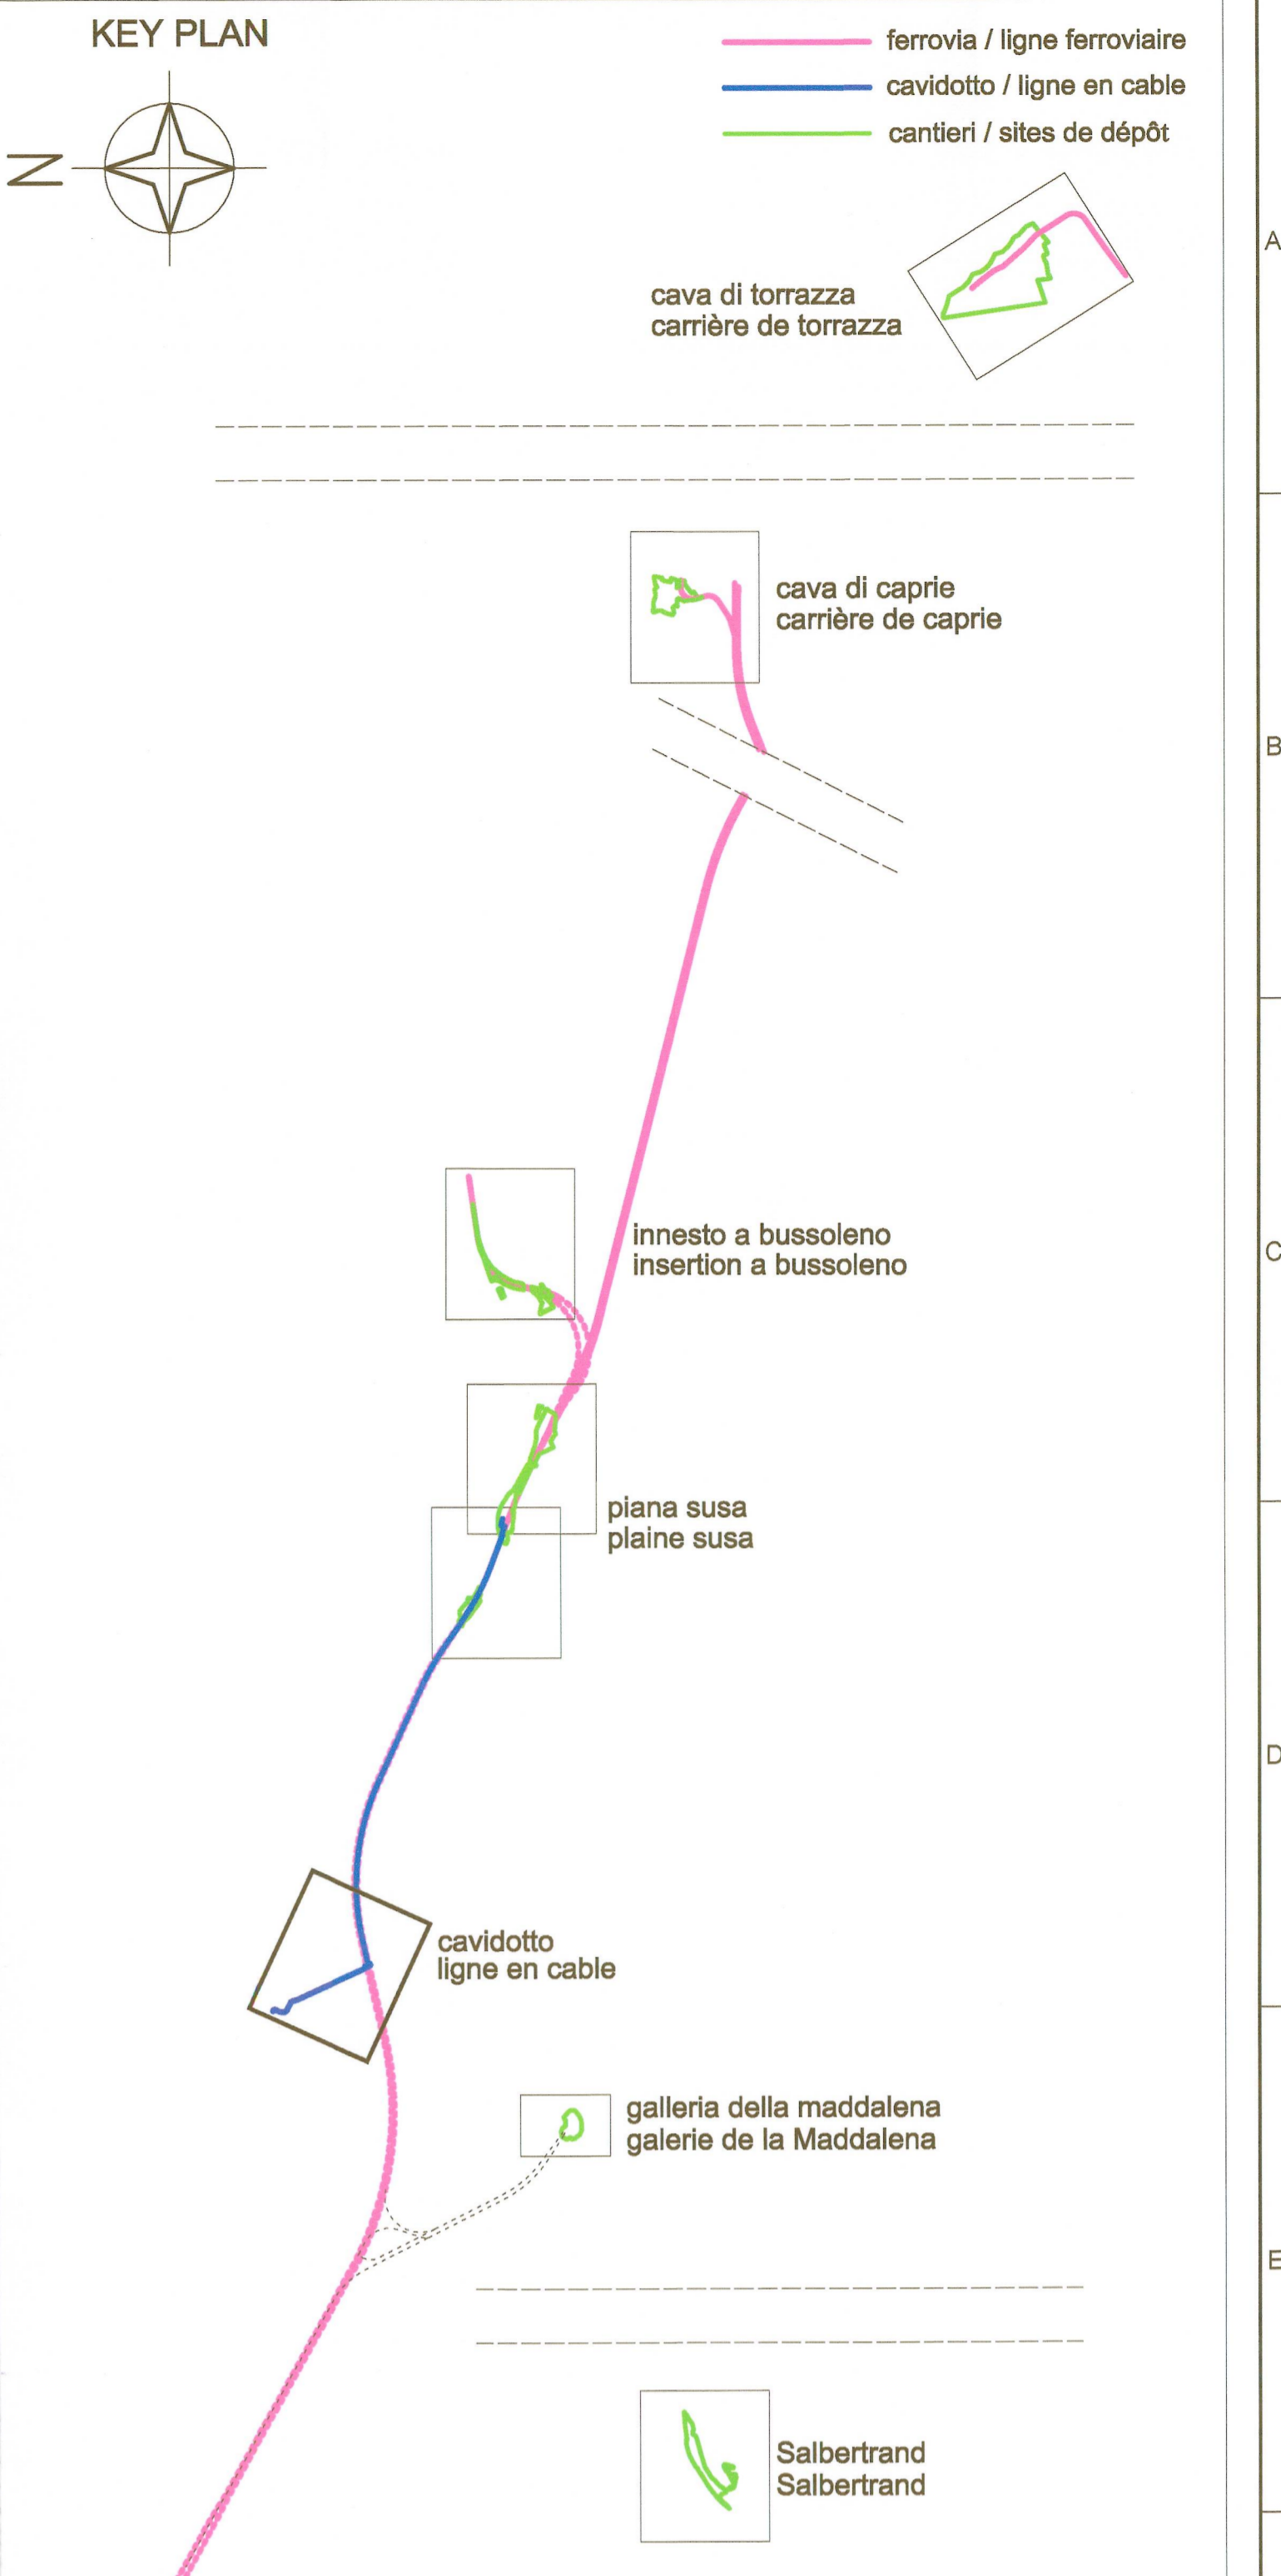 KEY PLAN
ferrovia / ligne ferroviaire
cavidotto / ligne en cable
cantieri / sites de dépôt
N
A
cava di torrazza
carrière de torrazza
cava di caprie
carrière de caprie
B
innesto a bussoleno
insertion a bussoleno
C
piana susa
plaine susa
D
cavidotto
ligne en cable
galleria della maddalena
galerie de la Maddalena
E
Salbertrand
Salbertrand